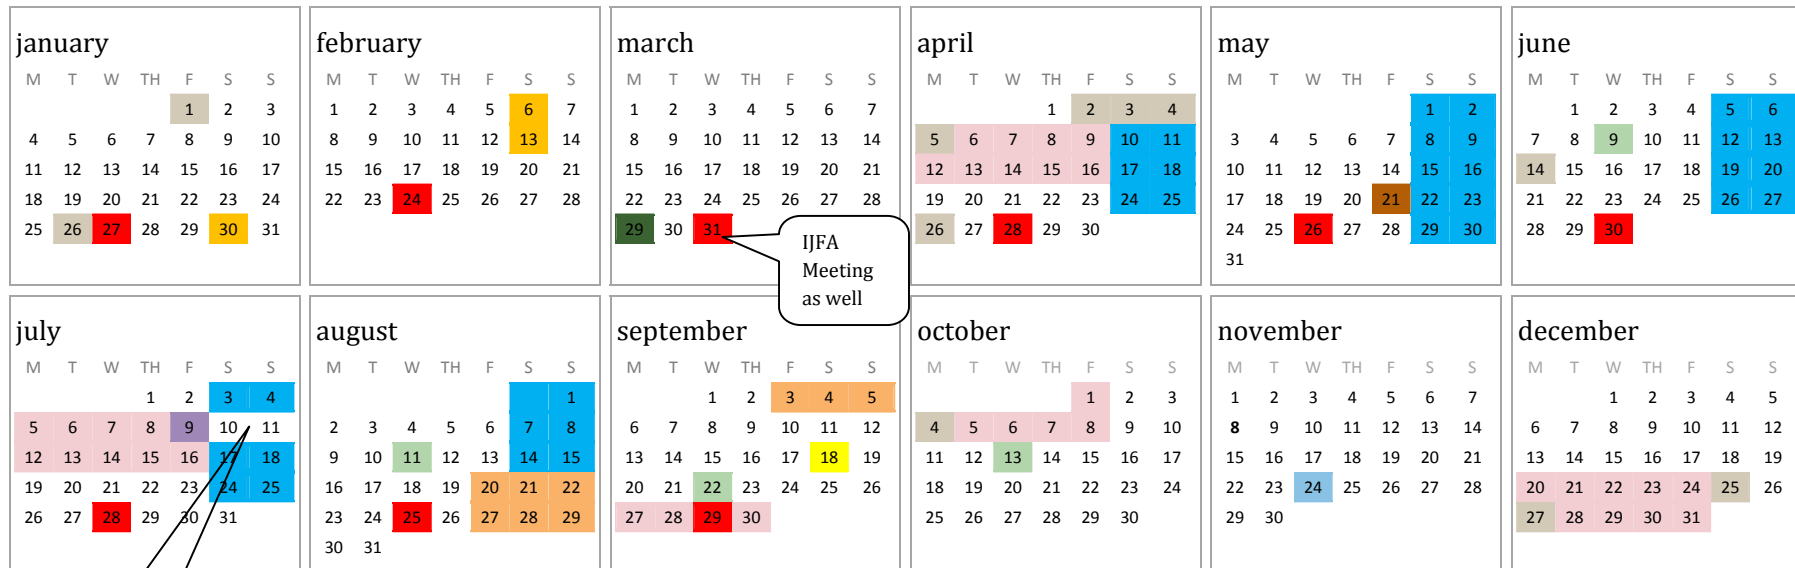 january
M T W TH F S S
1 2 3
4 5 6 7 8 9 10
11 12 13 14 15 16 17
18 19 20 21 22 23 24
25 26 27 28 29 30 31
february
M T W TH F S S
1 2 3 4 5 6 7
8 9 10 11 12 13 14
15 16 17 18 19 20 21
22 23 24 25 26 27 28
march
M T W TH F S S
1 2 3 4 5 6 7
8 9 10 11 12 13 14
15 16 17 18 19 20 21
22 23 24 25 26 27 28
29 30 31
IJFA
Meeting
as well
april
M T W TH F S S
1 2 3 4
5 6 7 8 9 10 11
12 13 14 15 16 17 18
19 20 21 22 23 24 25
26 27 28 29 30
may
M T W TH F S S
1 2
3 4 5 6 7 8 9
10 11 12 13 14 15 16
17 18 19 20 21 22 23
24 25 26 27 28 29 30
31
june
M T W TH F S S
1 2 3 4 5 6
7 8 9 10 11 12 13
14 15 16 17 18 19 20
21 22 23 24 25 26 27
28 29 30
july
M T W TH F S S
1 2 3 4
5 6 7 8 9 10 11
12 13 14 15 16 17 18
19 20 21 22 23 24 25
26 27 28 29 30 31
august
M T W TH F S S
1
2 3 4 5 6 7 8
9 10 11 12 13 14 15
16 17 18 19 20 21 22
23 24 25 26 27 28 29
30 31
september
M T W TH F S S
1 2 3 4 5
6 7 8 9 10 11 12
13 14 15 16 17 18 19
20 21 22 23 24 25 26
27 28 29 30
october
M T W TH F S S
1 2 3
4 5 6 7 8 9 10
11 12 13 14 15 16 17
18 19 20 21 22 23 24
25 26 27 28 29 30
november
M T W TH F S S
1 2 3 4 5 6 7
8 9 10 11 12 13 14
15 16 17 18 19 20 21
22 23 24 25 26 27 28
29 30
december
M T W TH F S S
1 2 3 4 5
6 7 8 9 10 11 12
13 14 15 16 17 18 19
20 21 22 23 24 25 26
27 28 29 30 31